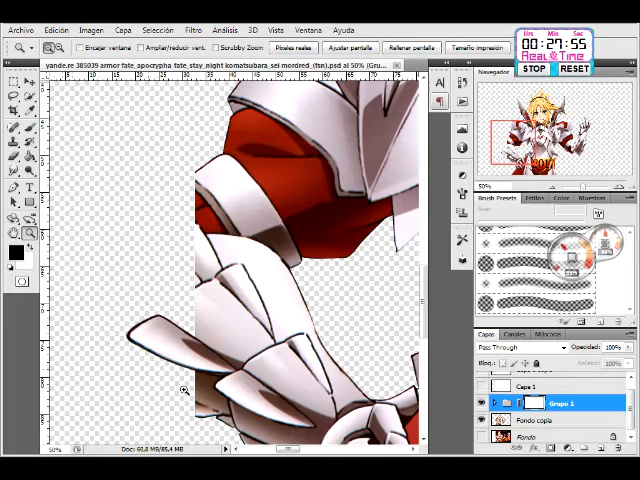 Archivo Edición Imagen Capa Selección Filtro Análisis 3D Vista Ventana Ayuda
Hrs Min Sec
00:27:55
Real & Time
STOP RESET
Encajar ventana Ampliar/reducir vent. Scrubby Zoom Píxeles reales Ajustar pantalla Rellenar pantalla Tamaño impresión
yande.re 385039 armor fate_apocrypha fate_stay_night komatsubara_sei mordred_(fsn).psd al 50% (Gru...
Navegador
50%
Brush Presets Estilos Color Muestras
Capas Canales Máscaras
Pass Through Opacidad: 100%
Bloq.: Relleno: 100%
Capa 1
Grupo 1
Fondo copia
Fondo
50% Doc: 60,8 MB/85,4 MB